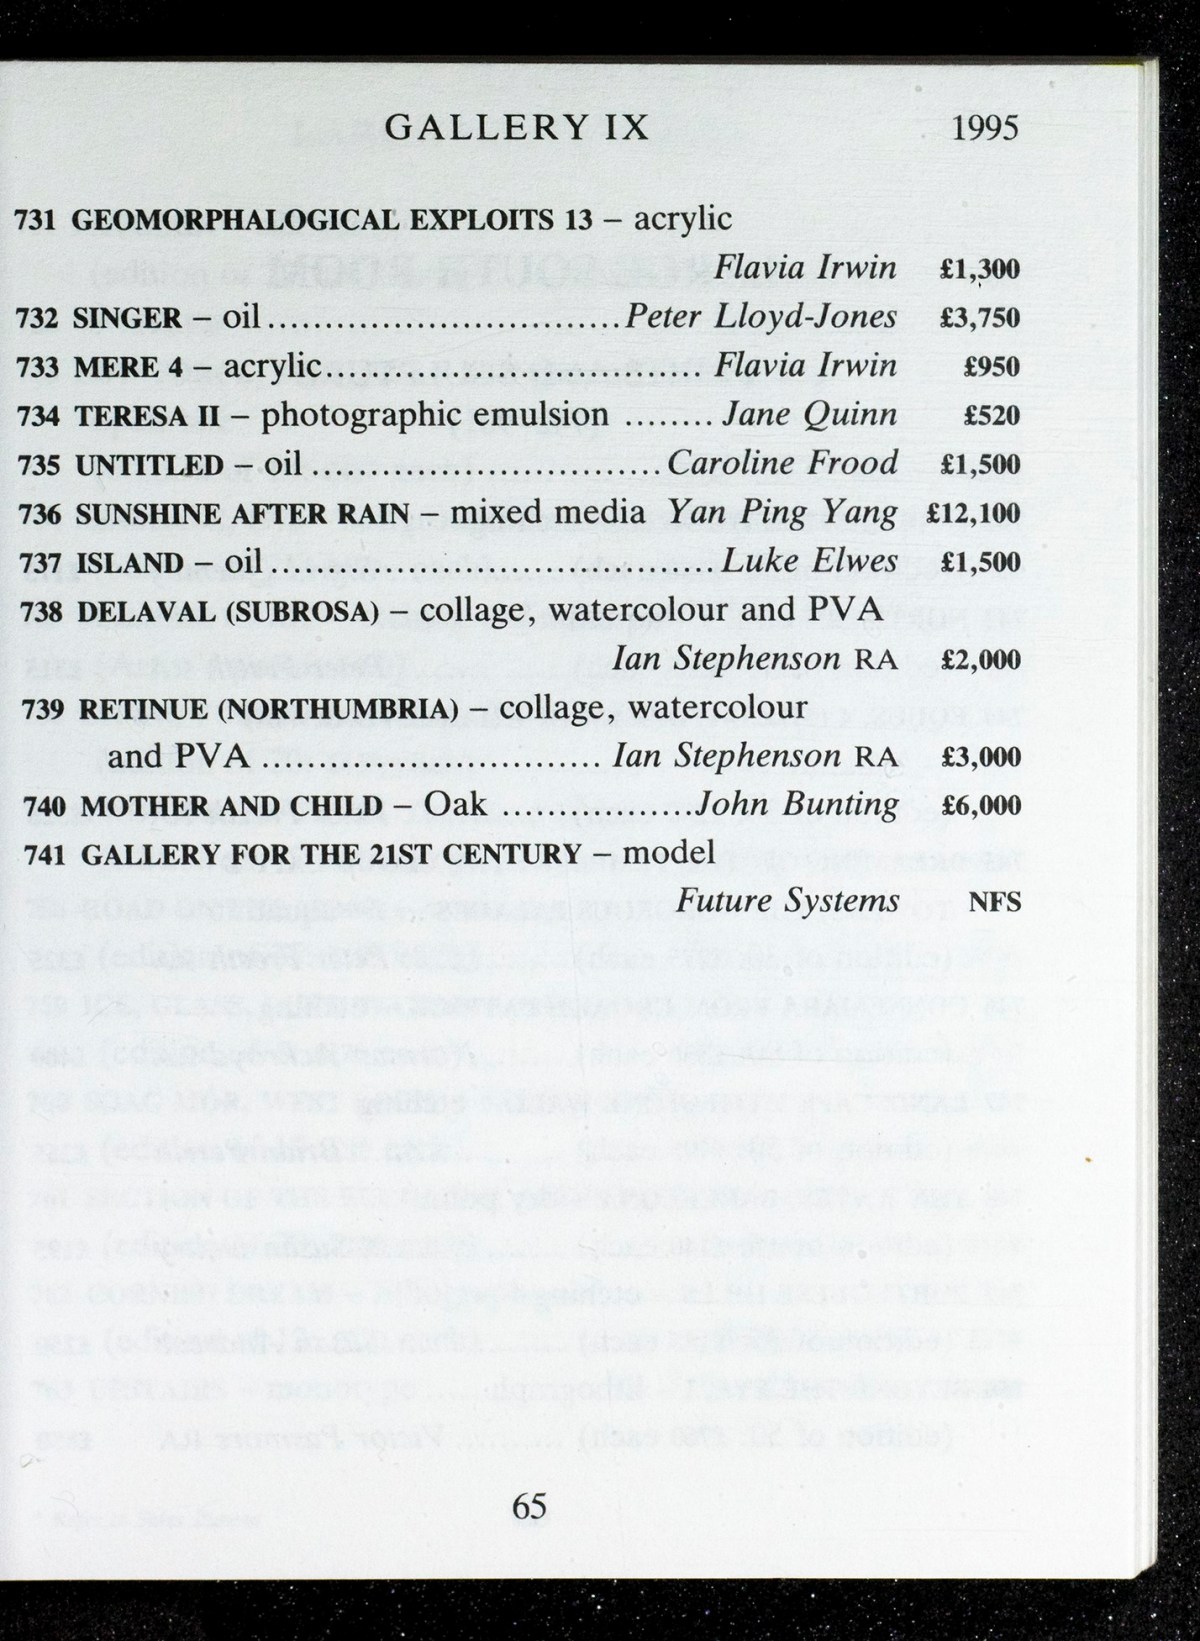 GALLERY IX 1995
731 GEOMORPHALOGICAL EXPLOITS 13 – acrylic
Flavia Irwin £1,300
732 SINGER – oil ............................... Peter Lloyd-Jones £3,750
733 MERE 4 – acrylic ................................. Flavia Irwin £950
734 TERESA II – photographic emulsion ........ Jane Quinn £520
735 UNTITLED – oil ............................... Caroline Frood £1,500
736 SUNSHINE AFTER RAIN – mixed media Yan Ping Yang £12,100
737 ISLAND – oil ....................................... Luke Elwes £1,500
738 DELAVAL (SUBROSA) – collage, watercolour and PVA
Ian Stephenson RA £2,000
739 RETINUE (NORTHUMBRIA) – collage, watercolour
and PVA .............................. Ian Stephenson RA £3,000
740 MOTHER AND CHILD – Oak ................. John Bunting £6,000
741 GALLERY FOR THE 21ST CENTURY – model
Future Systems NFS
65